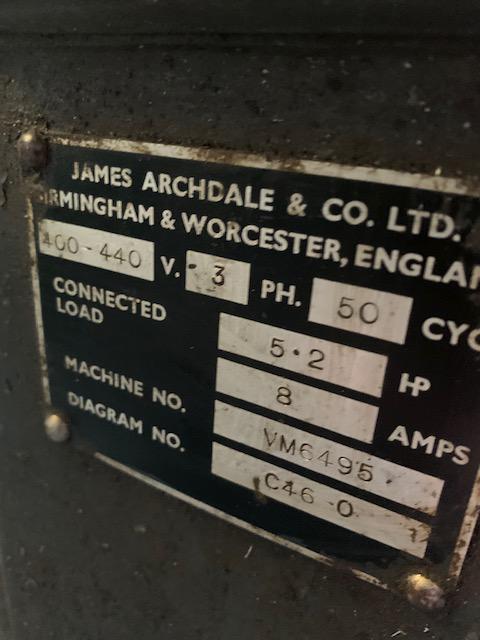 JAMES ARCHDALE & CO. LTD.
RMINGHAM & WORCESTER, ENGLAN
400-440 V. 3 PH. 50 CYC
CONNECTED LOAD 5.2 HP
8 AMPS
MACHINE NO. VM6495
DIAGRAM NO. C46 0